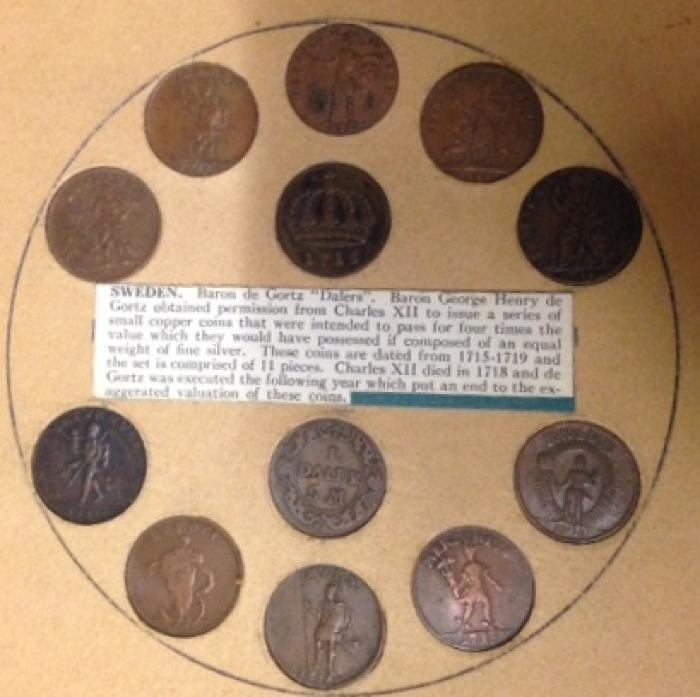 1715
SWEDEN. Baron de Gortz "Dalers". Baron George Henry de
Gortz obtained permission from Charles XII to issue a series of
small copper coins that were intended to pass for four times the
value which they would have possessed if composed of an equal
weight of fine silver. These coins are dated from 1715-1719 and
the set is comprised of 11 pieces. Charles XII died in 1718 and de
Gortz was executed the following year which put an end to the ex-
aggerated valuation of these coins.
1
DALER
S.M